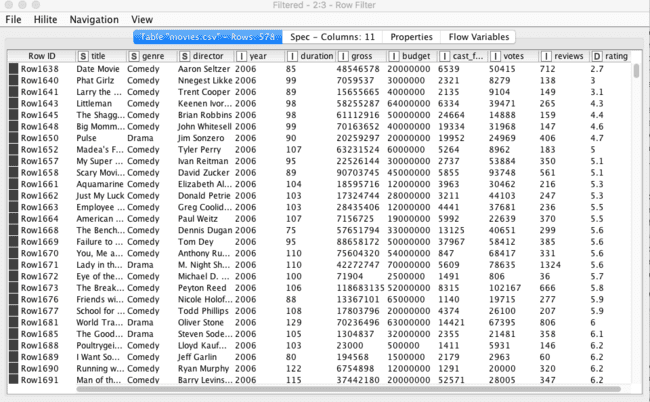 Filtered - 2:3 - Row Filter
File Hilite Navigation View
Table "movies.csv" - Rows: 578 Spec - Columns: 11 Properties Flow Variables
Row ID S title S genre S director I year I duration I gross I budget I cast_f... I votes I reviews D rating
Row1638 Date Movie Comedy Aaron Seltzer 2006 85 48546578 20000000 6539 50415 712 2.7
Row1640 Phat Girlz Comedy Nnegest Likke 2006 99 7059537 3000000 2321 8279 138 3
Row1641 Larry the ... Comedy Trent Cooper 2006 89 15655665 4000000 2135 9104 149 3.1
Row1643 Littleman Comedy Keenen Ivor... 2006 98 58255287 64000000 6334 39471 265 4.3
Row1645 The Shagg... Comedy Brian Robbins 2006 98 61112916 50000000 24664 14888 159 4.4
Row1648 Big Momm... Comedy John Whitesell 2006 99 70163652 40000000 19334 31968 147 4.6
Row1650 Pulse Drama Jim Sonzero 2006 90 20259297 20000000 19952 24969 406 4.7
Row1652 Madea's F... Comedy Tyler Perry 2006 107 63231524 6000000 5264 8962 183 5
Row1657 My Super ... Comedy Ivan Reitman 2006 95 22526144 30000000 2737 53884 350 5.1
Row1658 Scary Movi... Comedy David Zucker 2006 89 90703745 45000000 5855 93748 561 5.1
Row1661 Aquamarine Comedy Elizabeth Al... 2006 104 18595716 12000000 3963 30462 216 5.3
Row1662 Just My Luck Comedy Donald Petrie 2006 103 17324744 28000000 3211 44103 247 5.3
Row1663 Employee ... Comedy Greg Coolid... 2006 103 28435406 12000000 4441 37681 236 5.5
Row1664 American ... Comedy Paul Weitz 2006 107 7156725 19000000 5992 22639 370 5.5
Row1668 The Bench... Comedy Dennis Dugan 2006 75 57651794 33000000 13125 40651 299 5.6
Row1669 Failure to ... Comedy Tom Dey 2006 95 88658172 50000000 37967 58412 385 5.6
Row1670 You, Me a... Comedy Anthony Ru... 2006 110 75604320 54000000 847 68417 331 5.6
Row1671 Lady in th... Drama M. Night Sh... 2006 110 42272747 70000000 5609 78635 1324 5.6
Row1672 Eye of the... Comedy Michael D. ... 2006 100 71904 2500000 1491 806 36 5.7
Row1673 The Break... Comedy Peyton Reed 2006 106 118683135 52000000 8315 102167 666 5.8
Row1676 Friends wi... Comedy Nicole Holof... 2006 88 13367101 6500000 1140 19715 277 5.9
Row1677 School for ... Comedy Todd Phillips 2006 108 17803796 20000000 4374 26100 207 5.9
Row1681 World Tra... Drama Oliver Stone 2006 129 70236496 63000000 14421 67395 806 6
Row1685 The Good... Drama Steven Sode... 2006 105 1304837 32000000 2355 21481 358 6.1
Row1688 Poultrygei... Comedy Lloyd Kauf... 2006 103 23000 500000 1411 5931 146 6.2
Row1689 I Want So... Comedy Jeff Garlin 2006 80 194568 1500000 2179 2963 60 6.2
Row1690 Running w... Comedy Ryan Murphy 2006 122 6754898 12000000 1291 20000 320 6.2
Row1691 Man of th... Comedy Barry Levins... 2006 115 37442180 20000000 52571 28005 347 6.2